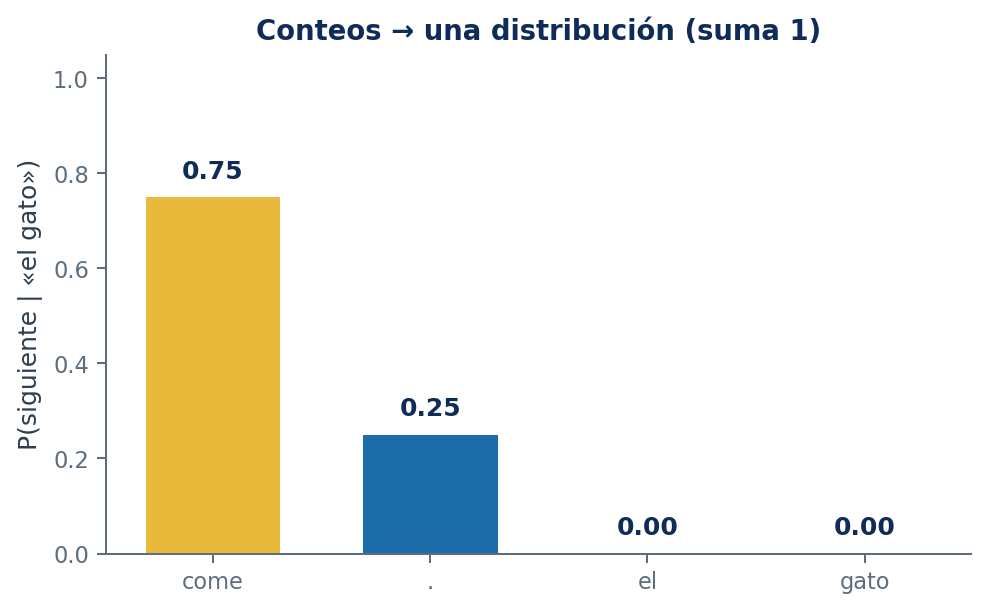 Conteos → una distribución (suma 1)
P(siguiente | «el gato»)
1.0
0.8
0.6
0.4
0.2
0.0
0.75
0.25
0.00
0.00
come
.
el
gato